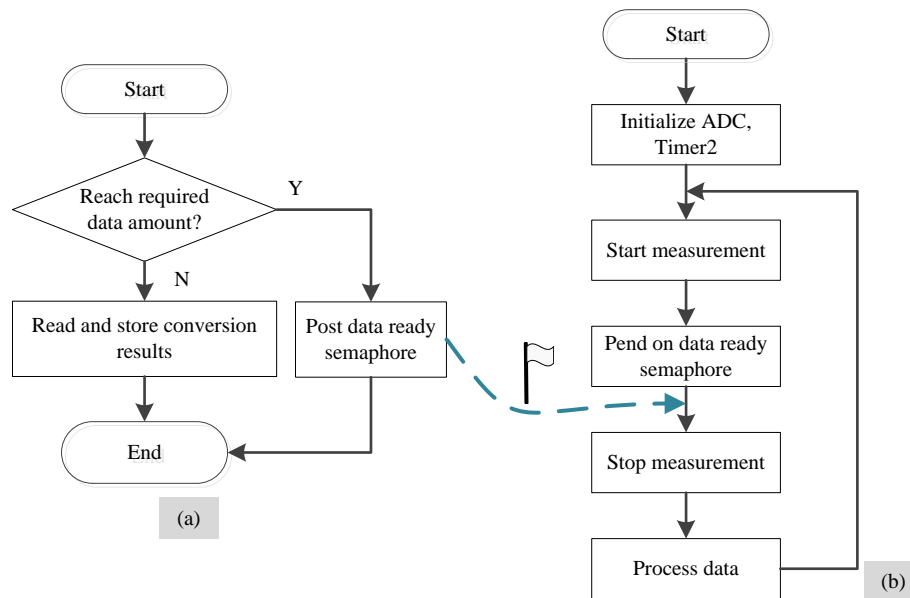 Start
Reach required
data amount?
Y
N
Read and store conversion
results
Post data ready
semaphore
End
(a)
Start
Initialize ADC,
Timer2
Start measurement
Pend on data ready
semaphore
Stop measurement
Process data
(b)